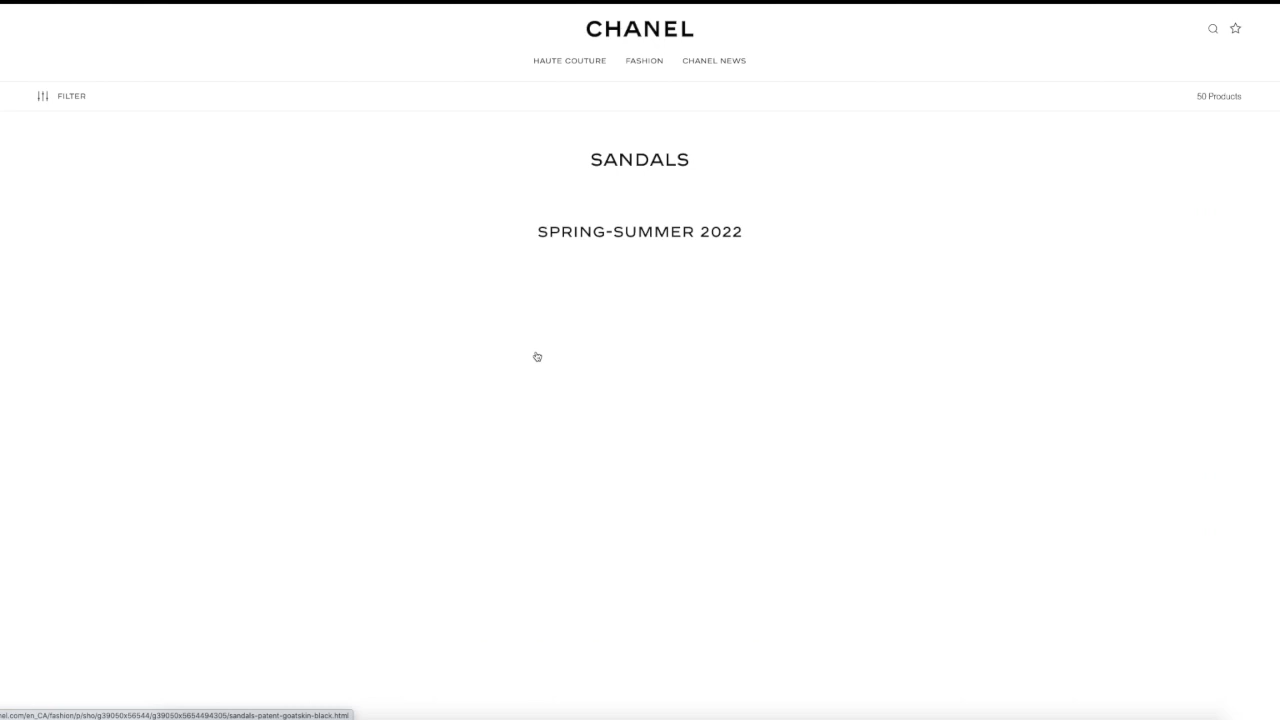 CHANEL
HAUTE COUTURE FASHION CHANEL NEWS
FILTER
50 Products
SANDALS
SPRING-SUMMER 2022
nel.com/en_CA/fashion/p/sho/g39050x56544/g39050x5654494305/sandals-patent-goatskin-black.html